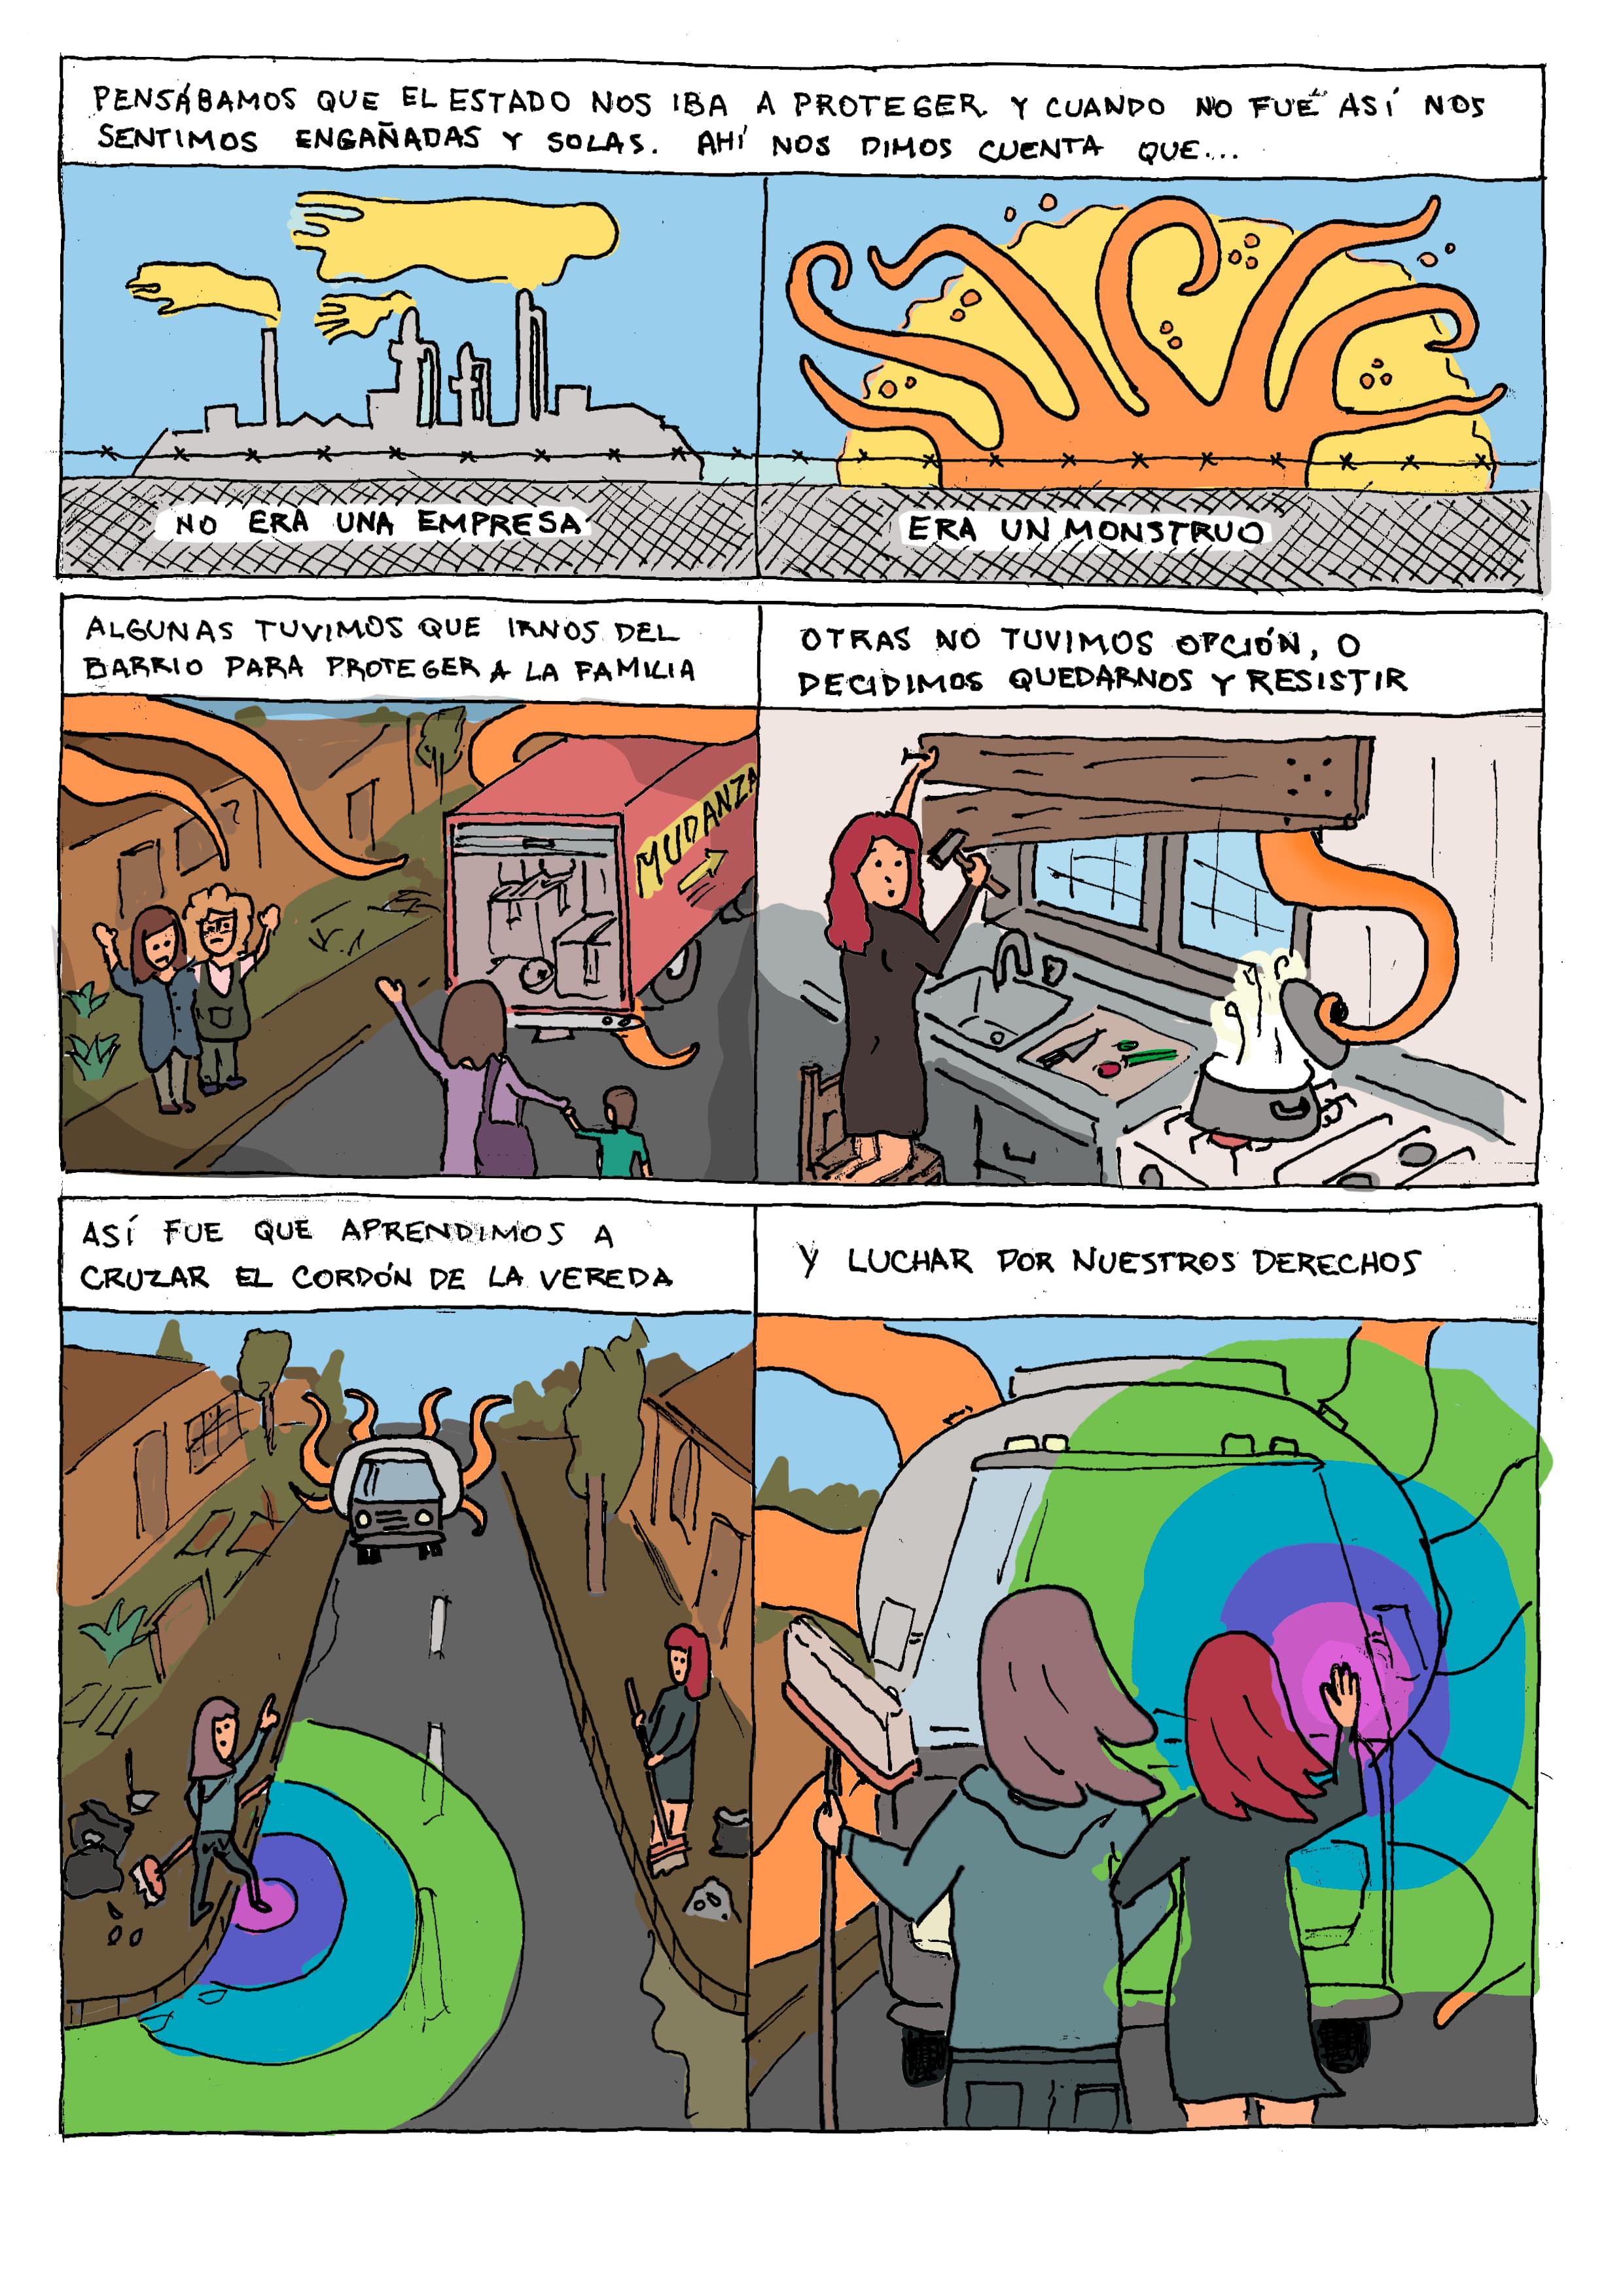 PENSÁBAMOS QUE EL ESTADO NOS IBA A PROTEGER Y CUANDO NO FUÉ ASÍ NOS
SENTIMOS ENGAÑADAS Y SOLAS. AHÍ NOS DIMOS CUENTA QUE...
NO ERA UNA EMPRESA
ERA UN MONSTRUO
ALGUNAS TUVIMOS QUE IRNOS DEL
BARRIO PARA PROTEGER A LA FAMILIA
MUDANZA
OTRAS NO TUVIMOS OPCIÓN, O
DECIDIMOS QUEDARNOS Y RESISTIR
ASÍ FUE QUE APRENDIMOS A
CRUZAR EL CORDÓN DE LA VEREDA
Y LUCHAR POR NUESTROS DERECHOS